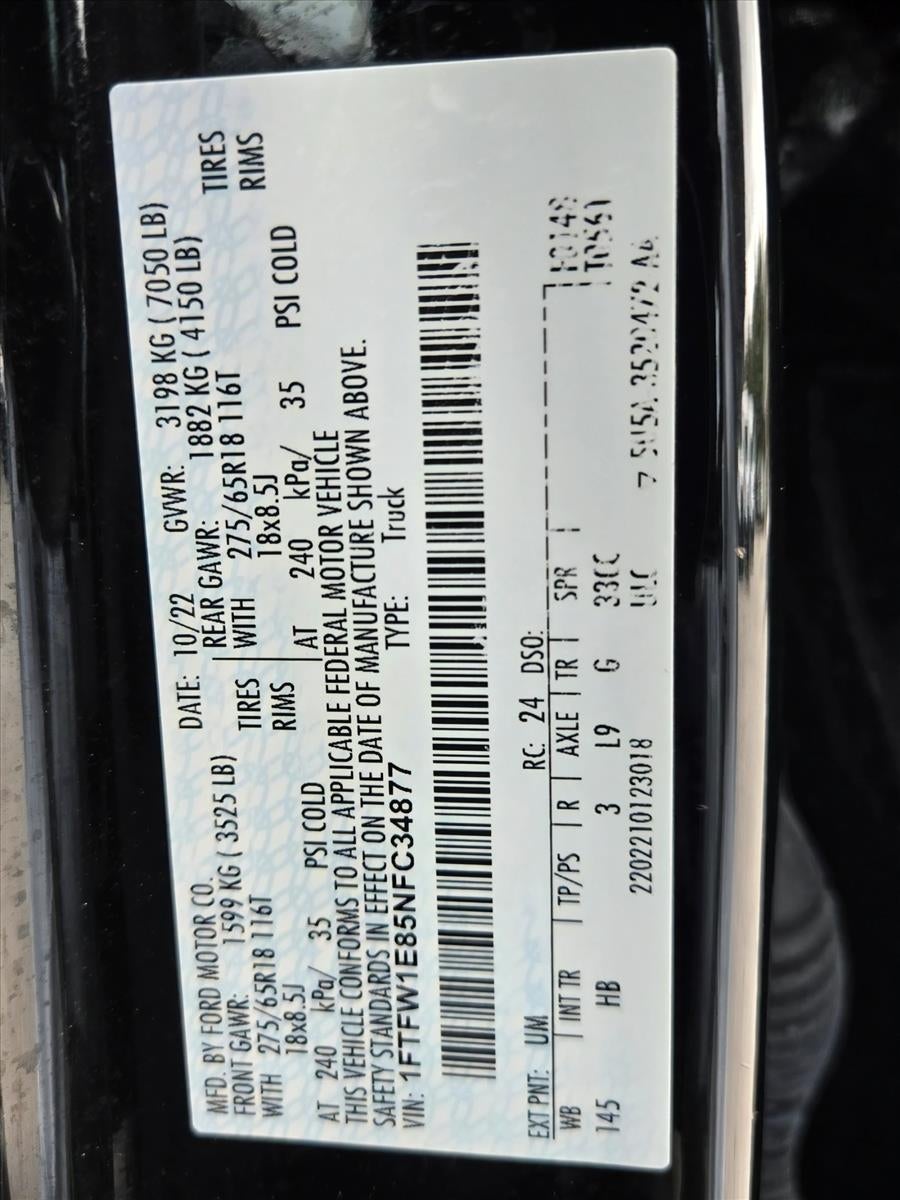 MFD. BY FORD MOTOR CO.
DATE: 10/22 GVWR: 3198 KG ( 7050 LB)
FRONT GAWR: 1599 KG ( 3525 LB) REAR GAWR: 1882 KG ( 4150 LB)
WITH 275/65R18 116T TIRES WITH 275/65R18 116T TIRES
18x8.5J RIMS 18x8.5J RIMS
AT 240 kPa/ 35 PSI COLD AT 240 kPa/ 35 PSI COLD
THIS VEHICLE CONFORMS TO ALL APPLICABLE FEDERAL MOTOR VEHICLE
SAFETY STANDARDS IN EFFECT ON THE DATE OF MANUFACTURE SHOWN ABOVE.
VIN: 1FTFW1E85NFC34877 TYPE: Truck
EXT PNT: UM RC: 24 DSO:
WB INT TR TP/PS R AXLE TR SPR
145 HB 3 L9 G 33CC
T0561
2202210123018